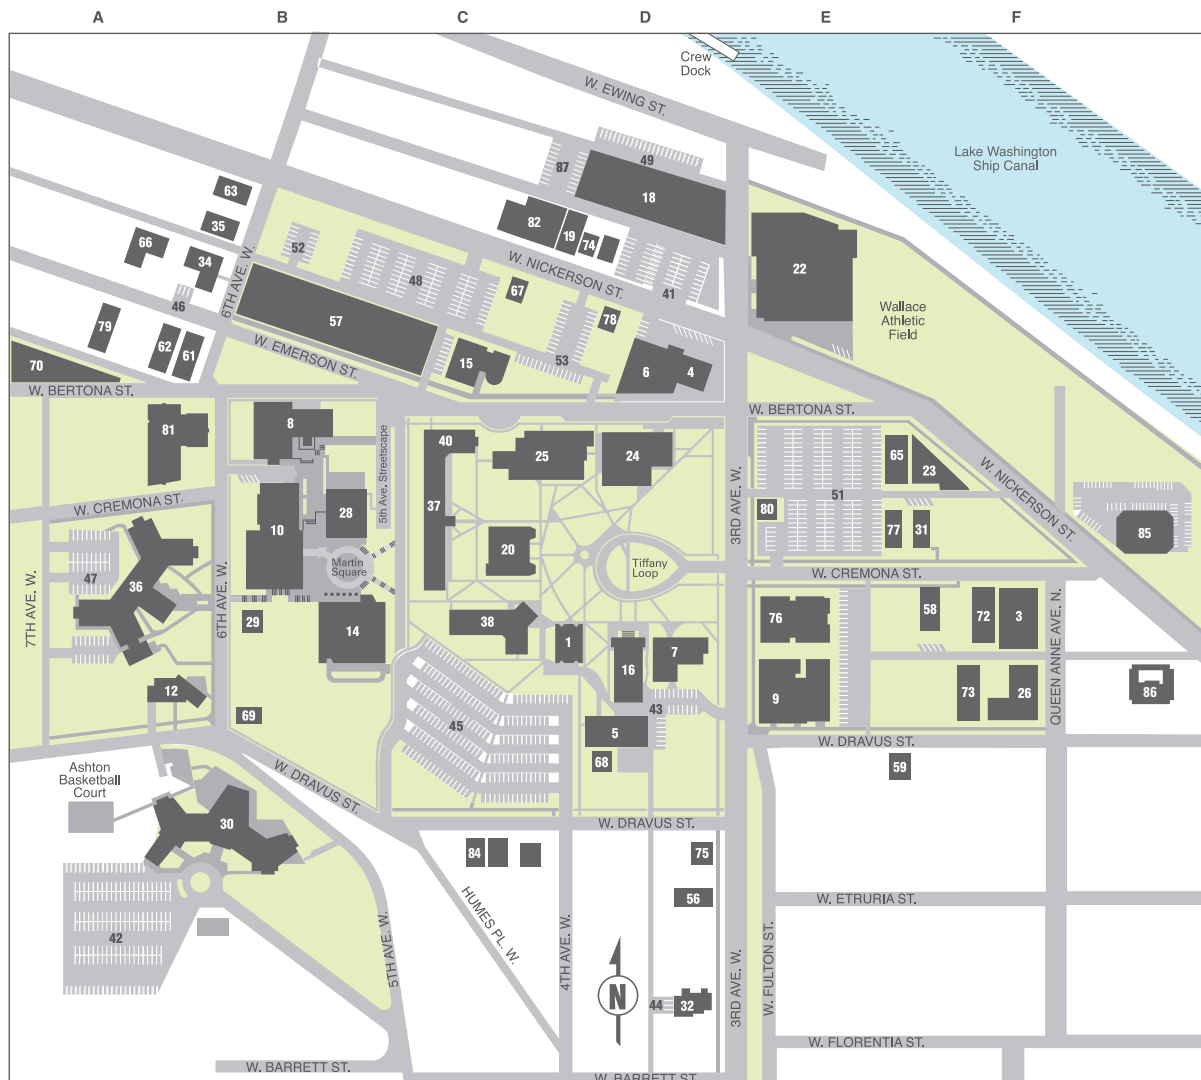 A B C D E F
Crew
Dock
W. EWING ST.
Lake Washington
Ship Canal
87
49
18
63
35
82
19
74
66
34
52
6TH AVE. W.
W. NICKERSON ST.
22
48
67
41
46
57
78
Wallace
Athletic
Field
79
62
61
W. EMERSON ST.
15
53
6
4
70
W. BERTONA ST.
W. BERTONA ST.
81
8
40
25
24
5th Ave. Streetscape
65
23
W. NICKERSON ST.
3RD AVE. W.
W. CREMONA ST.
10
28
37
51
80
77
31
85
20
Martin
Square
Tiffany
Loop
47
36
W. CREMONA ST.
7TH AVE. W.
6TH AVE. W.
29
14
38
1
16
7
76
58
72
3
QUEEN ANNE AVE. N.
12
69
45
43
9
73
26
86
5
68
W. DRAVUS ST.
59
Ashton
Basketball
Court
W. DRAVUS ST.
30
W. DRAVUS ST.
84
75
56
HUMES PL. W.
W. ETRURIA ST.
42
5TH AVE. W.
4TH AVE. W.
N
44
32
3RD AVE. W.
W. FULTON ST.
W. FLORENTIA ST.
W. BARRETT ST.
W. BARRETT ST.